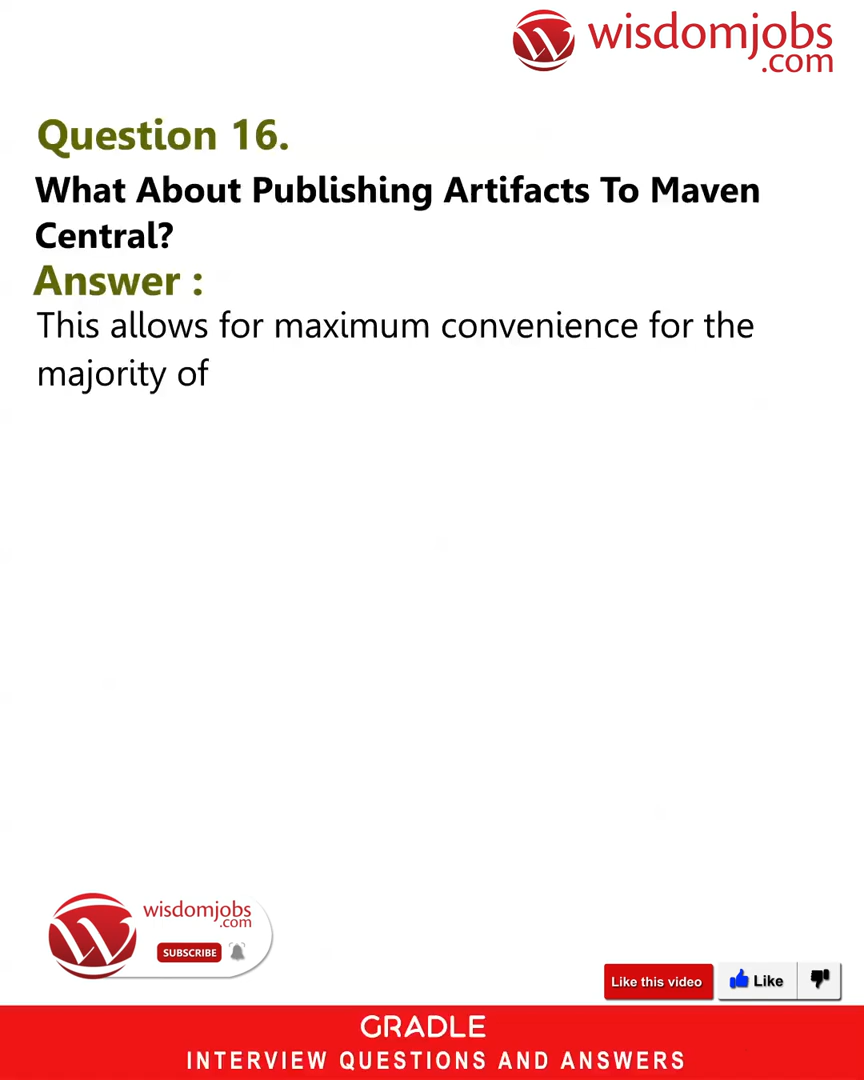 wisdomjobs
.com
Question 16.
What About Publishing Artifacts To Maven
Central?
Answer :
This allows for maximum convenience for the
majority of
wisdomjobs
.com
SUBSCRIBE
Like this video
Like
GRADLE
INTERVIEW QUESTIONS AND ANSWERS